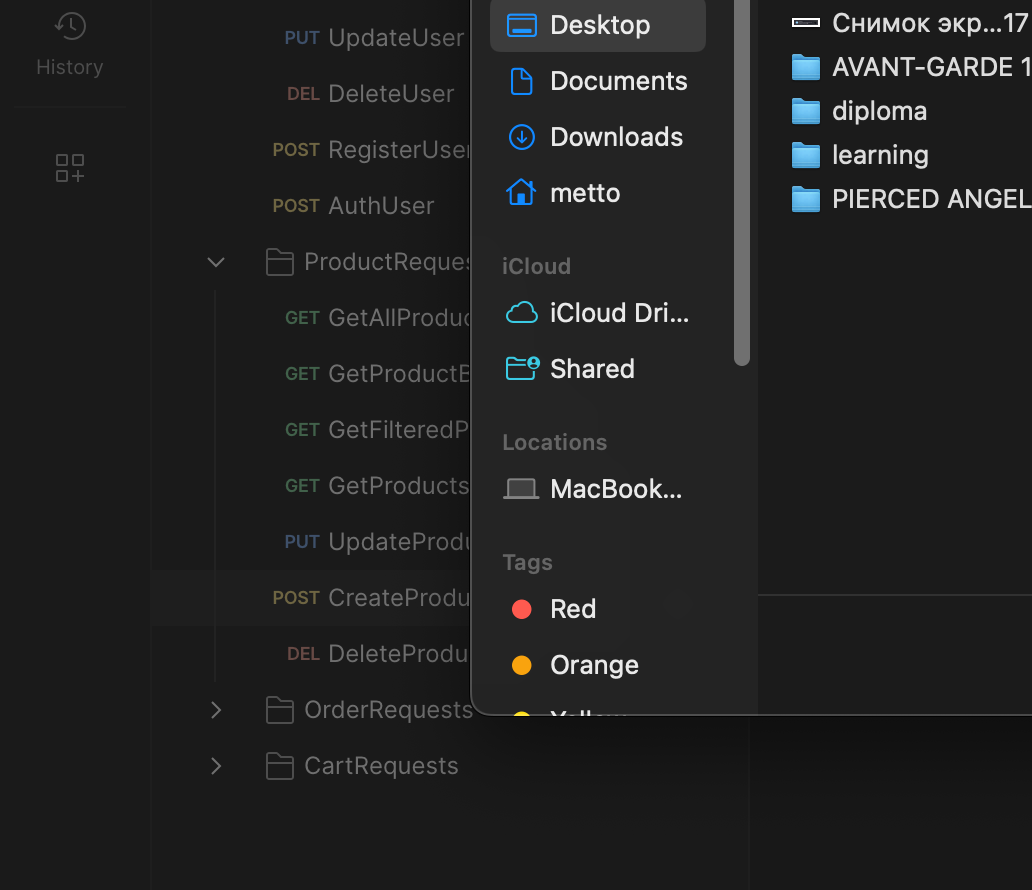 History
PUT UpdateUser
DEL DeleteUser
POST RegisterUser
POST AuthUser
ProductReques
GET GetAllProduc
GET GetProductB
GET GetFilteredP
GET GetProducts
PUT UpdateProdu
POST CreateProdu
DEL DeleteProdu
OrderRequests
CartRequests
Desktop
Documents
Downloads
metto
iCloud
iCloud Dri...
Shared
Locations
MacBook...
Tags
Red
Orange
Yellow
Снимок экр...17
AVANT-GARDE 1
diploma
learning
PIERCED ANGEL